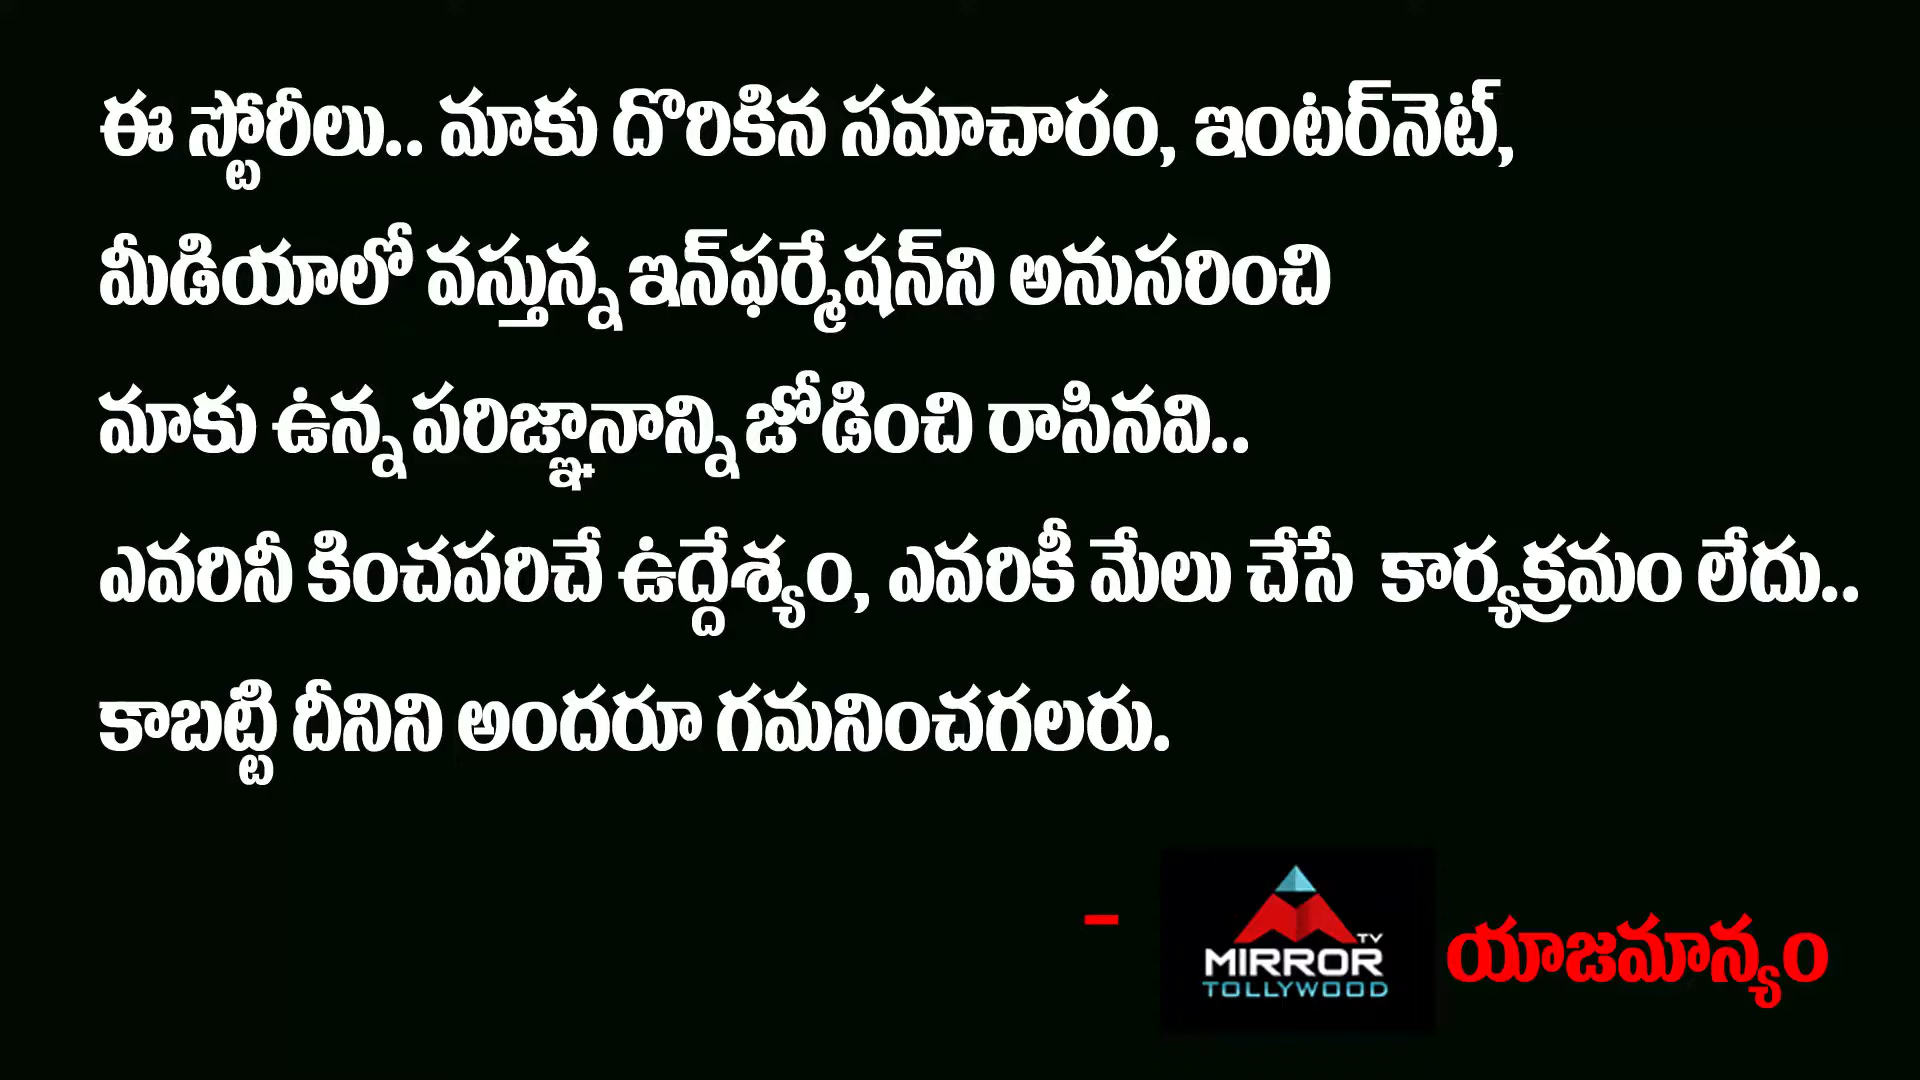 ఈ స్టోరీలు.. మాకు దొరికిన సమాచారం, ఇంటర్‌నెట్,
మీడియాలో వస్తున్న ఇన్‌ఫర్మేషన్‌ని అనుసరించి
మాకు ఉన్న పరిజ్ఞానాన్ని జోడించి రాసినవి..
ఎవరినీ కించపరిచే ఉద్దేశ్యం, ఎవరికీ మేలు చేసే కార్యక్రమం లేదు..
కాబట్టి దీనిని అందరూ గమనించగలరు.
- MIRROR TV TOLLYWOOD యాజమాన్యం